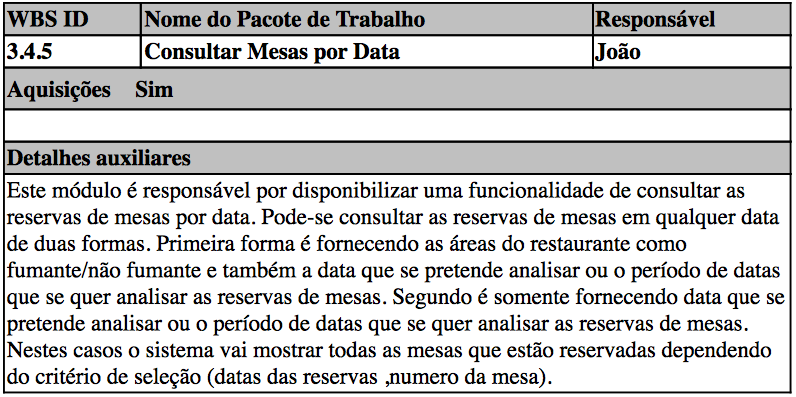 WBS ID Nome do Pacote de Trabalho Responsável
3.4.5 Consultar Mesas por Data João
Aquisições Sim
Detalhes auxiliares
Este módulo é responsável por disponibilizar uma funcionalidade de consultar as
reservas de mesas por data. Pode-se consultar as reservas de mesas em qualquer data
de duas formas. Primeira forma é fornecendo as áreas do restaurante como
fumante/não fumante e também a data que se pretende analisar ou o período de datas
que se quer analisar as reservas de mesas. Segundo é somente fornecendo data que se
pretende analisar ou o período de datas que se quer analisar as reservas de mesas.
Nestes casos o sistema vai mostrar todas as mesas que estão reservadas dependendo
do critério de seleção (datas das reservas ,numero da mesa).